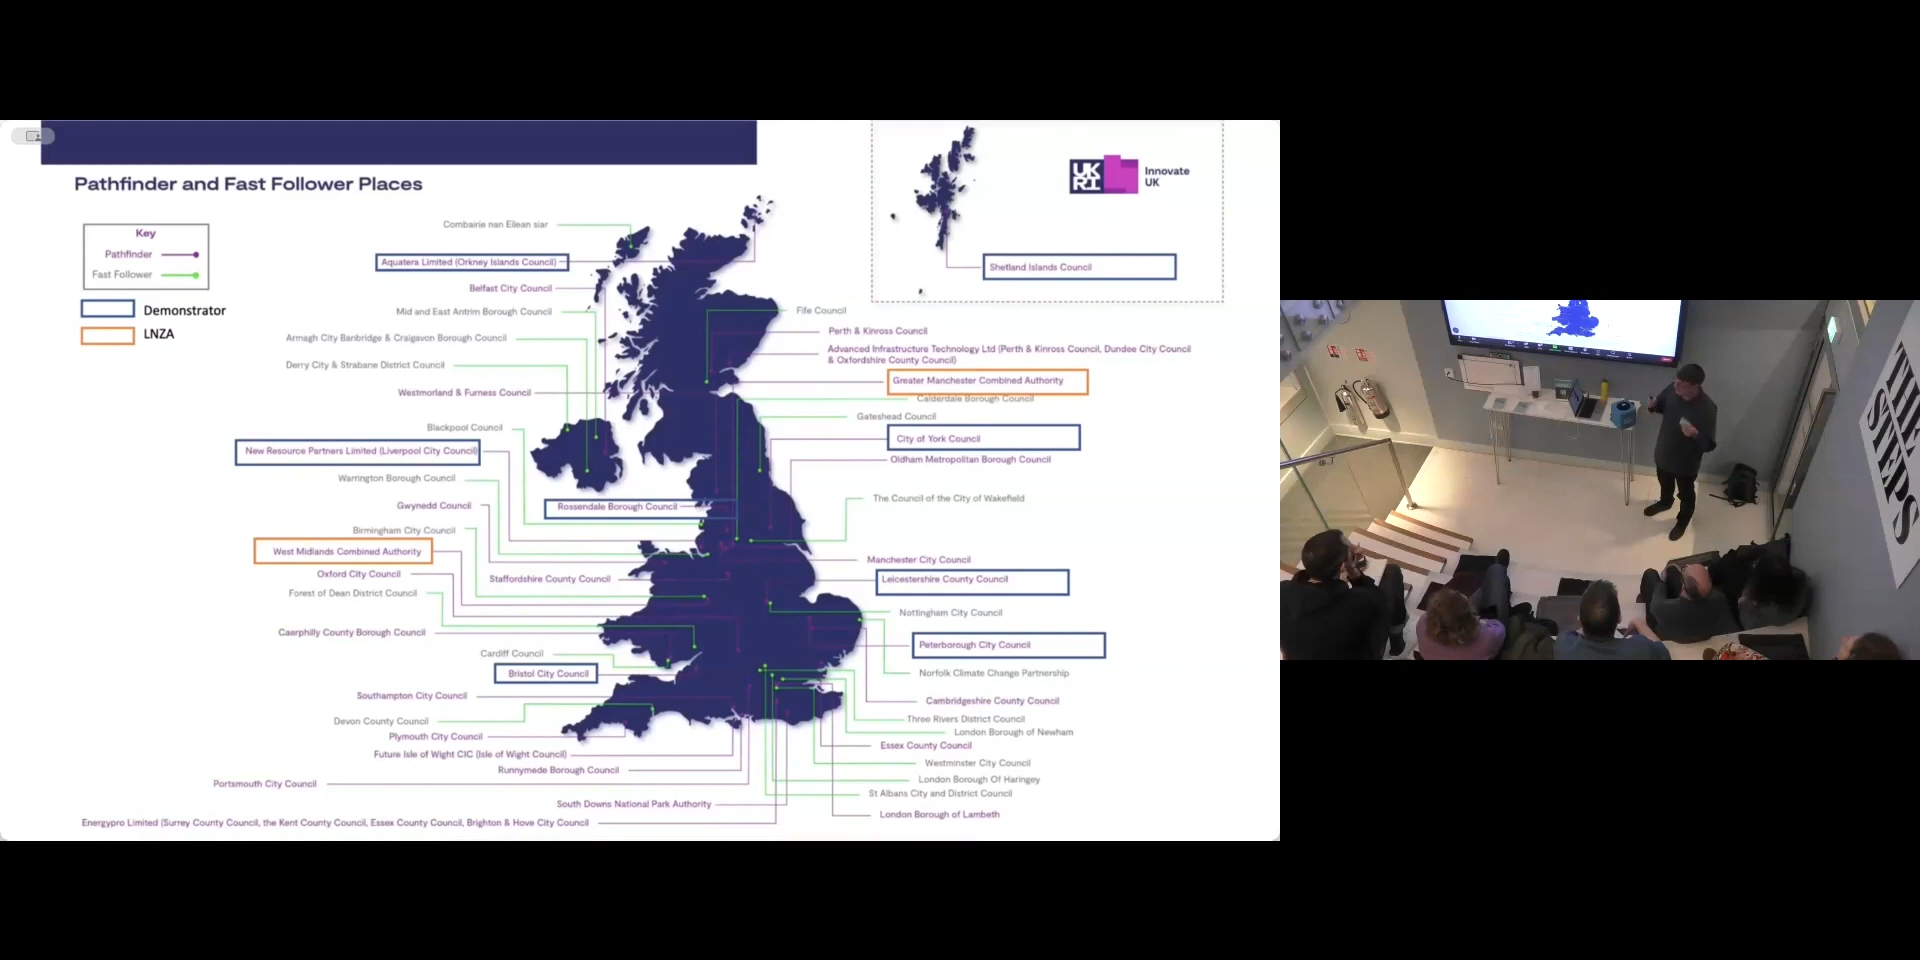 Pathfinder and Fast Follower Places
UK
RI
Innovate
UK
Key
Pathfinder
Fast Follower
Demonstrator
LNZA
Combairie nan Eilean siar
Aquatera Limited (Orkney Islands Council)
Belfast City Council
Mid and East Antrim Borough Council
Armagh City Banbridge & Craigavon Borough Council
Derry City & Strabane District Council
Westmorland & Furness Council
Blackpool Council
New Resource Partners Limited (Liverpool City Council)
Warrington Borough Council
Gwynedd Council
Rossendale Borough Council
Birmingham City Council
West Midlands Combined Authority
Oxford City Council
Staffordshire County Council
Forest of Dean District Council
Caerphilly County Borough Council
Cardiff Council
Bristol City Council
Southampton City Council
Devon County Council
Plymouth City Council
Future Isle of Wight CIC (Isle of Wight Council)
Runnymede Borough Council
Portsmouth City Council
South Downs National Park Authority
Energypro Limited (Surrey County Council, the Kent County Council, Essex County Council, Brighton & Hove City Council
Shetland Islands Council
Fife Council
Perth & Kinross Council
Advanced Infrastructure Technology Ltd (Perth & Kinross Council, Dundee City Council
& Oxfordshire County Council)
Greater Manchester Combined Authority
Calderdale Borough Council
Gateshead Council
City of York Council
Oldham Metropolitan Borough Council
The Council of the City of Wakefield
Manchester City Council
Leicestershire County Council
Nottingham City Council
Peterborough City Council
Norfolk Climate Change Partnership
Cambridgeshire County Council
Three Rivers District Council
London Borough of Newham
Essex County Council
Westminster City Council
London Borough Of Haringey
St Albans City and District Council
London Borough of Lambeth
THE
STEPS